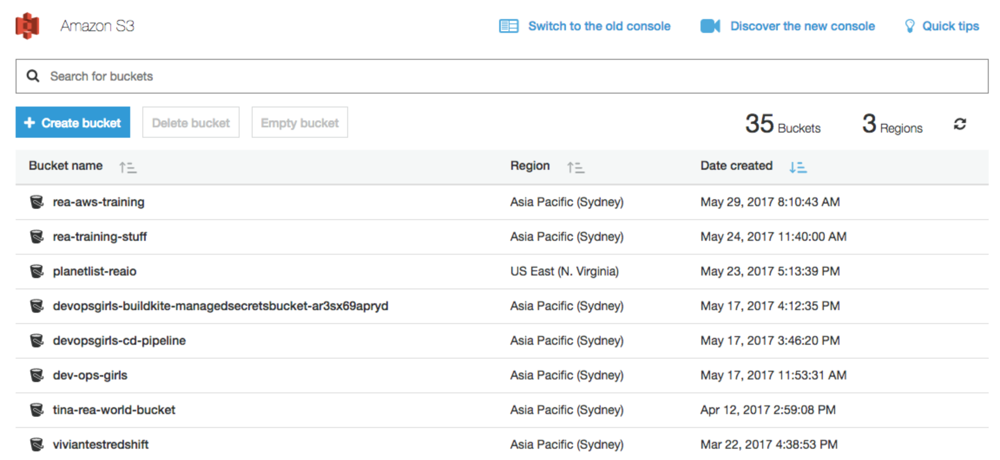 Amazon S3 Switch to the old console Discover the new console Quick tips
Search for buckets
Create bucket Delete bucket Empty bucket 35 Buckets 3 Regions
Bucket name Region Date created
rea-aws-training Asia Pacific (Sydney) May 29, 2017 8:10:43 AM
rea-training-stuff Asia Pacific (Sydney) May 24, 2017 11:40:00 AM
planetlist-reaio US East (N. Virginia) May 23, 2017 5:13:39 PM
devopsgirls-buildkite-managedsecretsbucket-ar3sx69apryd Asia Pacific (Sydney) May 17, 2017 4:12:35 PM
devopsgirls-cd-pipeline Asia Pacific (Sydney) May 17, 2017 3:46:20 PM
dev-ops-girls Asia Pacific (Sydney) May 17, 2017 11:53:31 AM
tina-rea-world-bucket Asia Pacific (Sydney) Apr 12, 2017 2:59:08 PM
viviantestredshift Asia Pacific (Sydney) Mar 22, 2017 4:38:53 PM